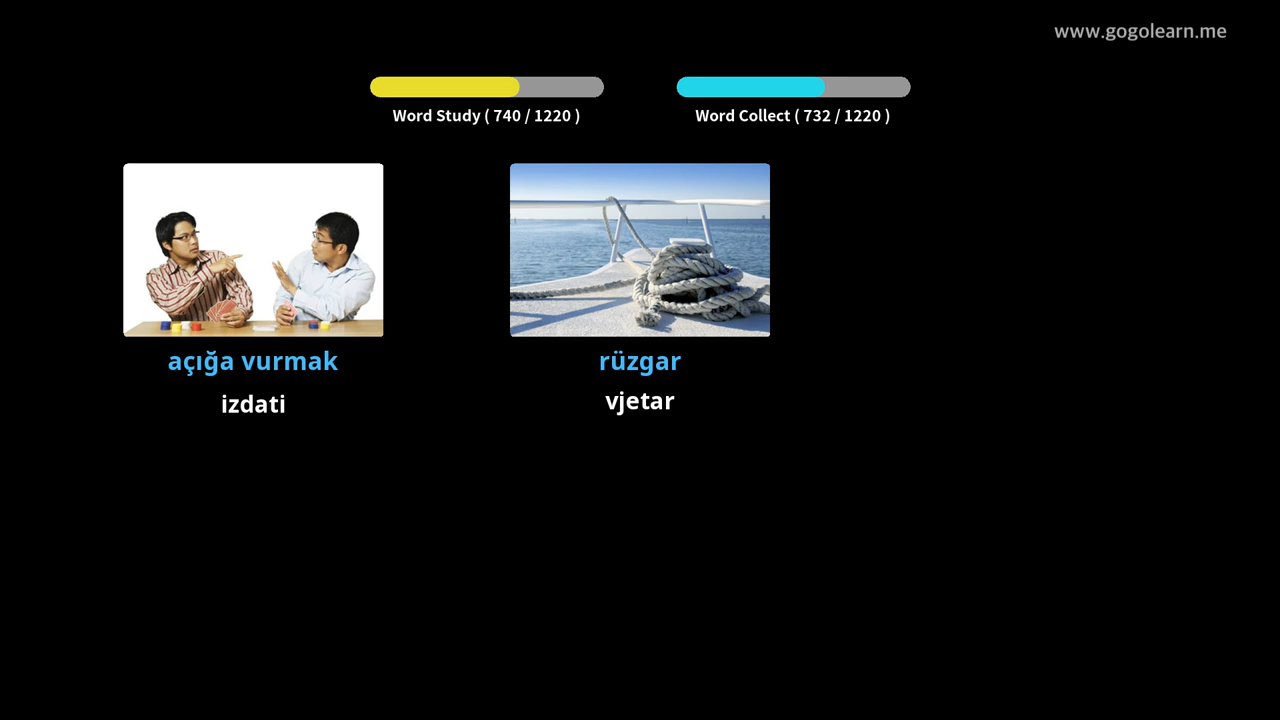 www.gogolearn.me
Word Study ( 740 / 1220 )
Word Collect ( 732 / 1220 )
açığa vurmak
izdati
rüzgar
vjetar